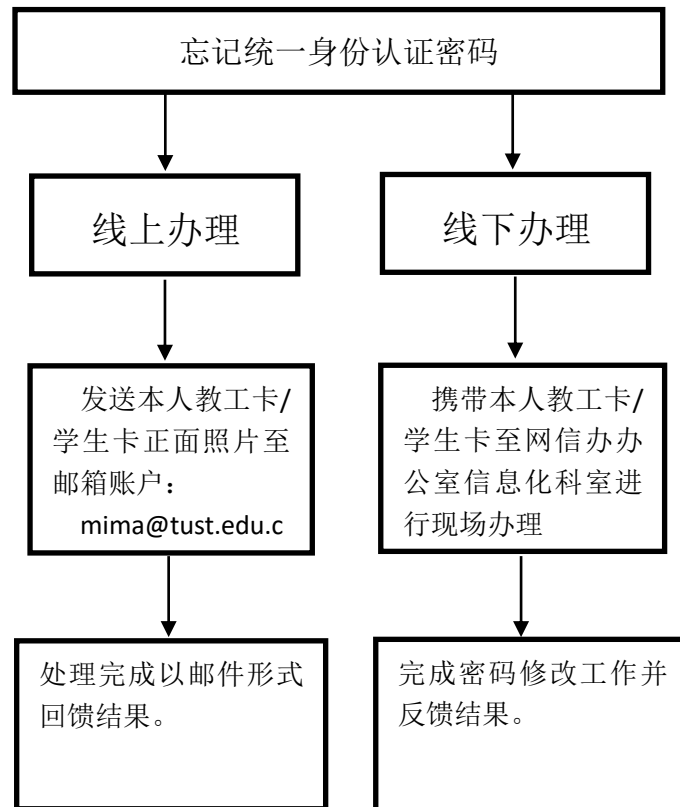 忘记统一身份认证密码
线上办理
线下办理
发送本人教工卡/
学生卡正面照片至
邮箱账户：
mima@tust.edu.c
携带本人教工卡/
学生卡至网信办办
公室信息化科室进
行现场办理
处理完成以邮件形式
回馈结果。
完成密码修改工作并
反馈结果。